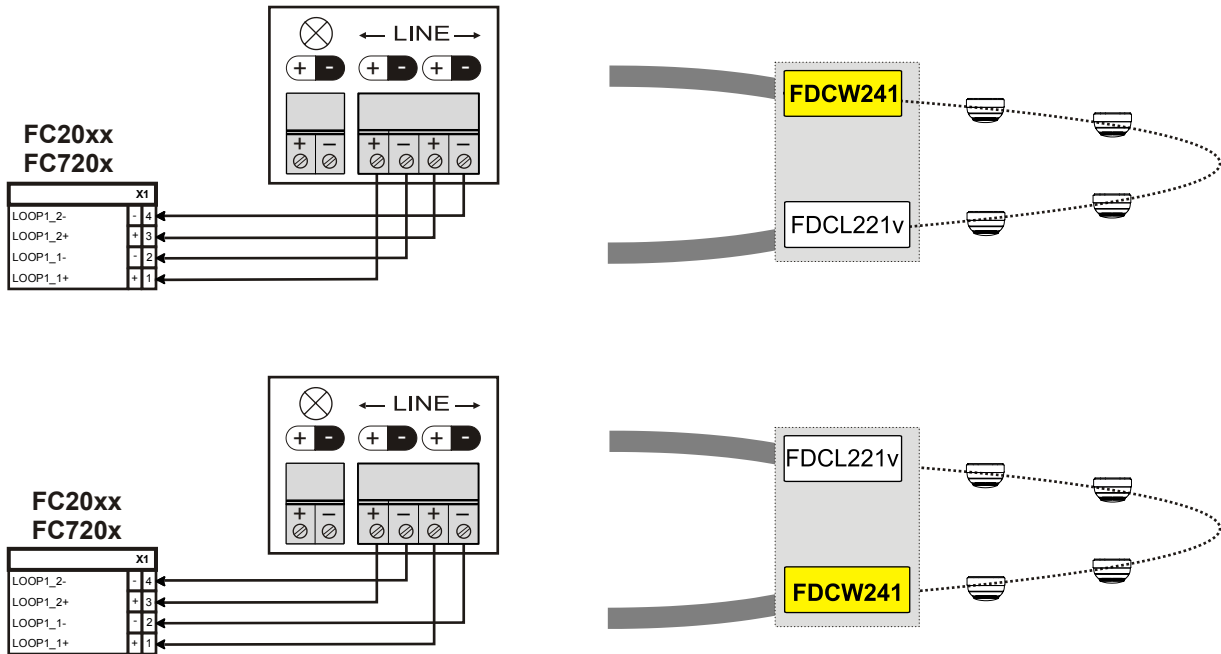 ← LINE →
+ - + - + -
+ − + − + −
FC20xx
FC720x
X1
LOOP1_2- - 4
LOOP1_2+ + 3
LOOP1_1- - 2
LOOP1_1+ + 1
FDCW241
FDCL221v
← LINE →
+ - + - + -
+ − + − + −
FC20xx
FC720x
X1
LOOP1_2- - 4
LOOP1_2+ + 3
LOOP1_1- - 2
LOOP1_1+ + 1
FDCL221v
FDCW241